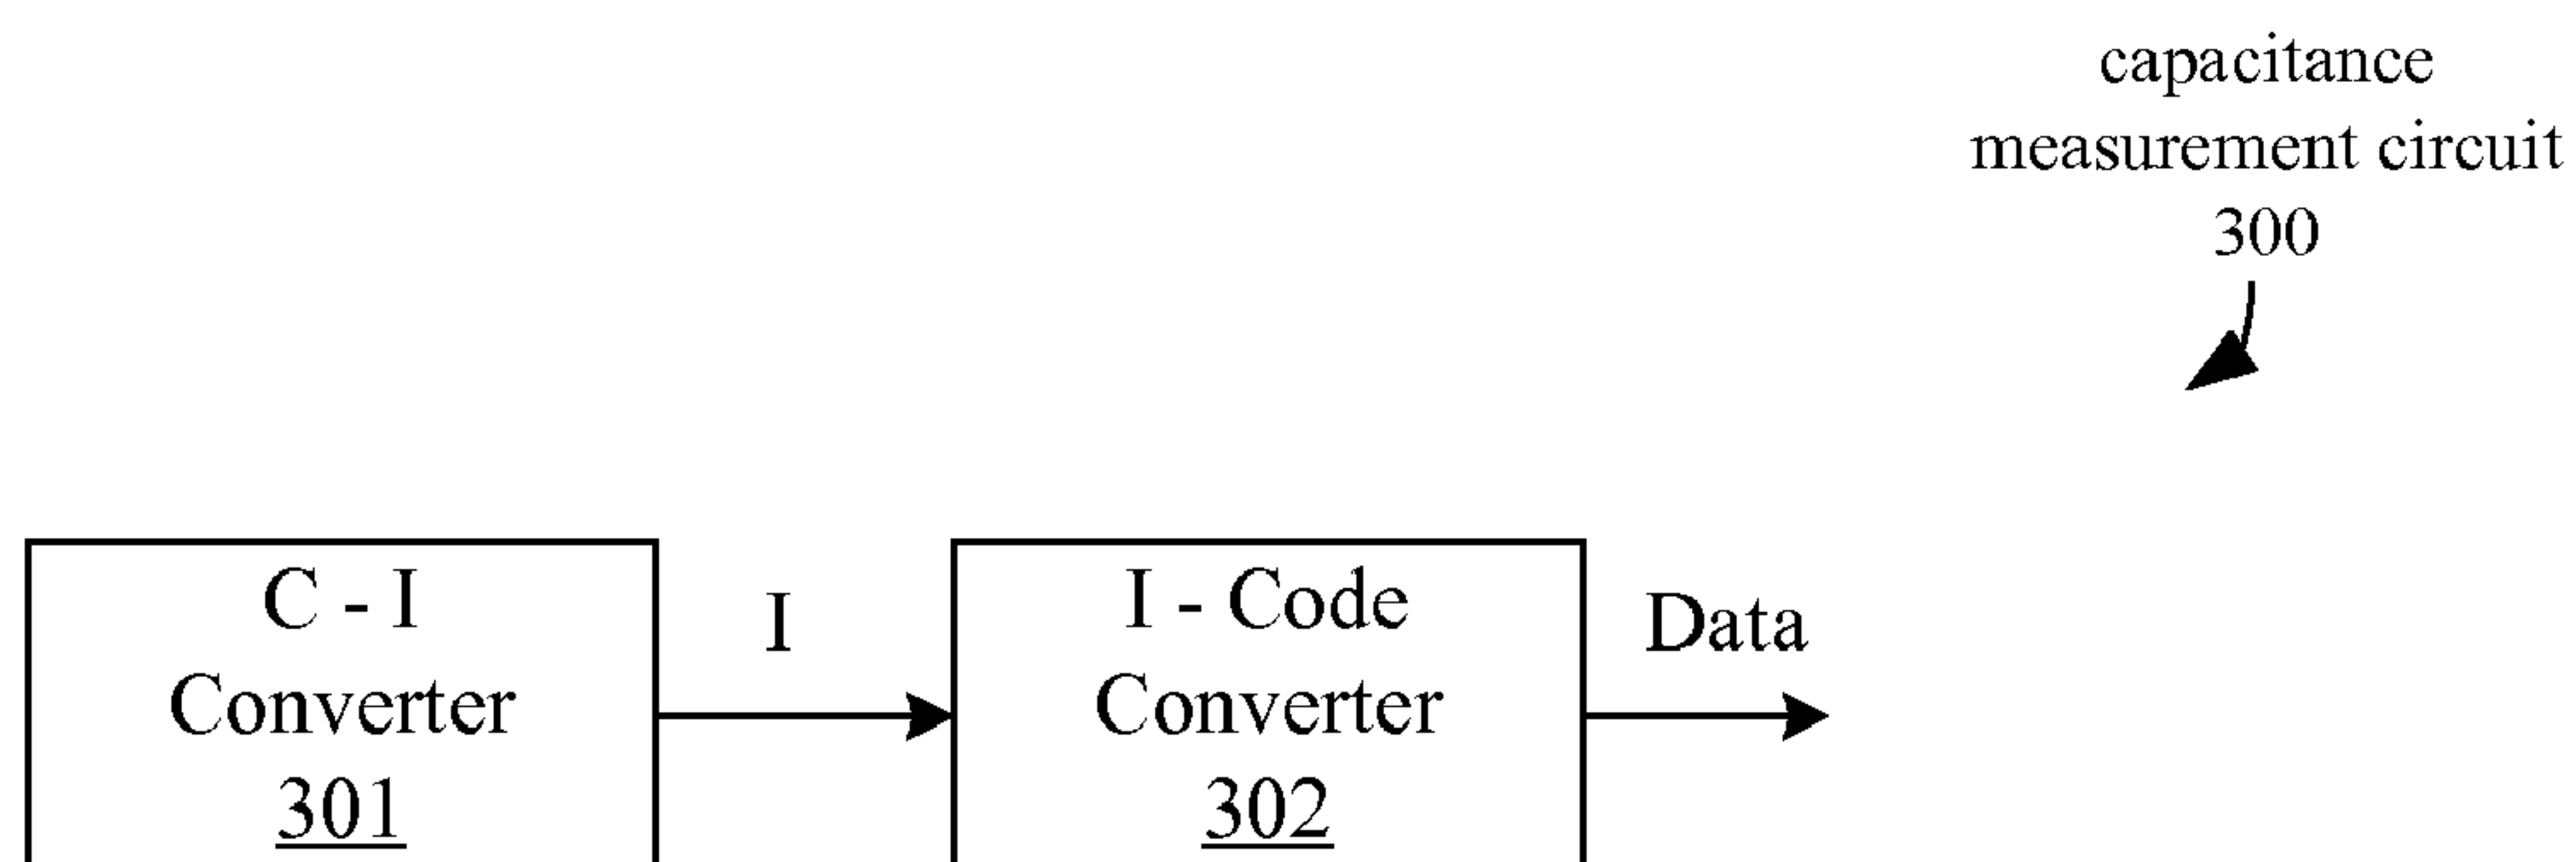 capacitance
measurement circuit
300
C - I
Converter
301
I
I - Code
Converter
302
Data